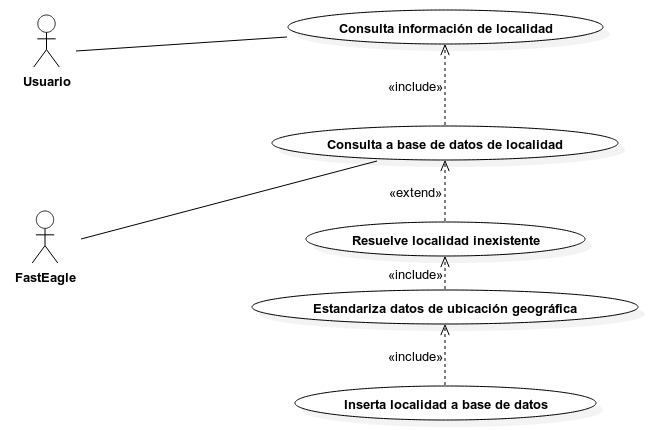 Consulta información de localidad
Usuario
«include»
Consulta a base de datos de localidad
«extend»
Resuelve localidad inexistente
FastEagle
«include»
Estandariza datos de ubicación geográfica
«include»
Inserta localidad a base de datos